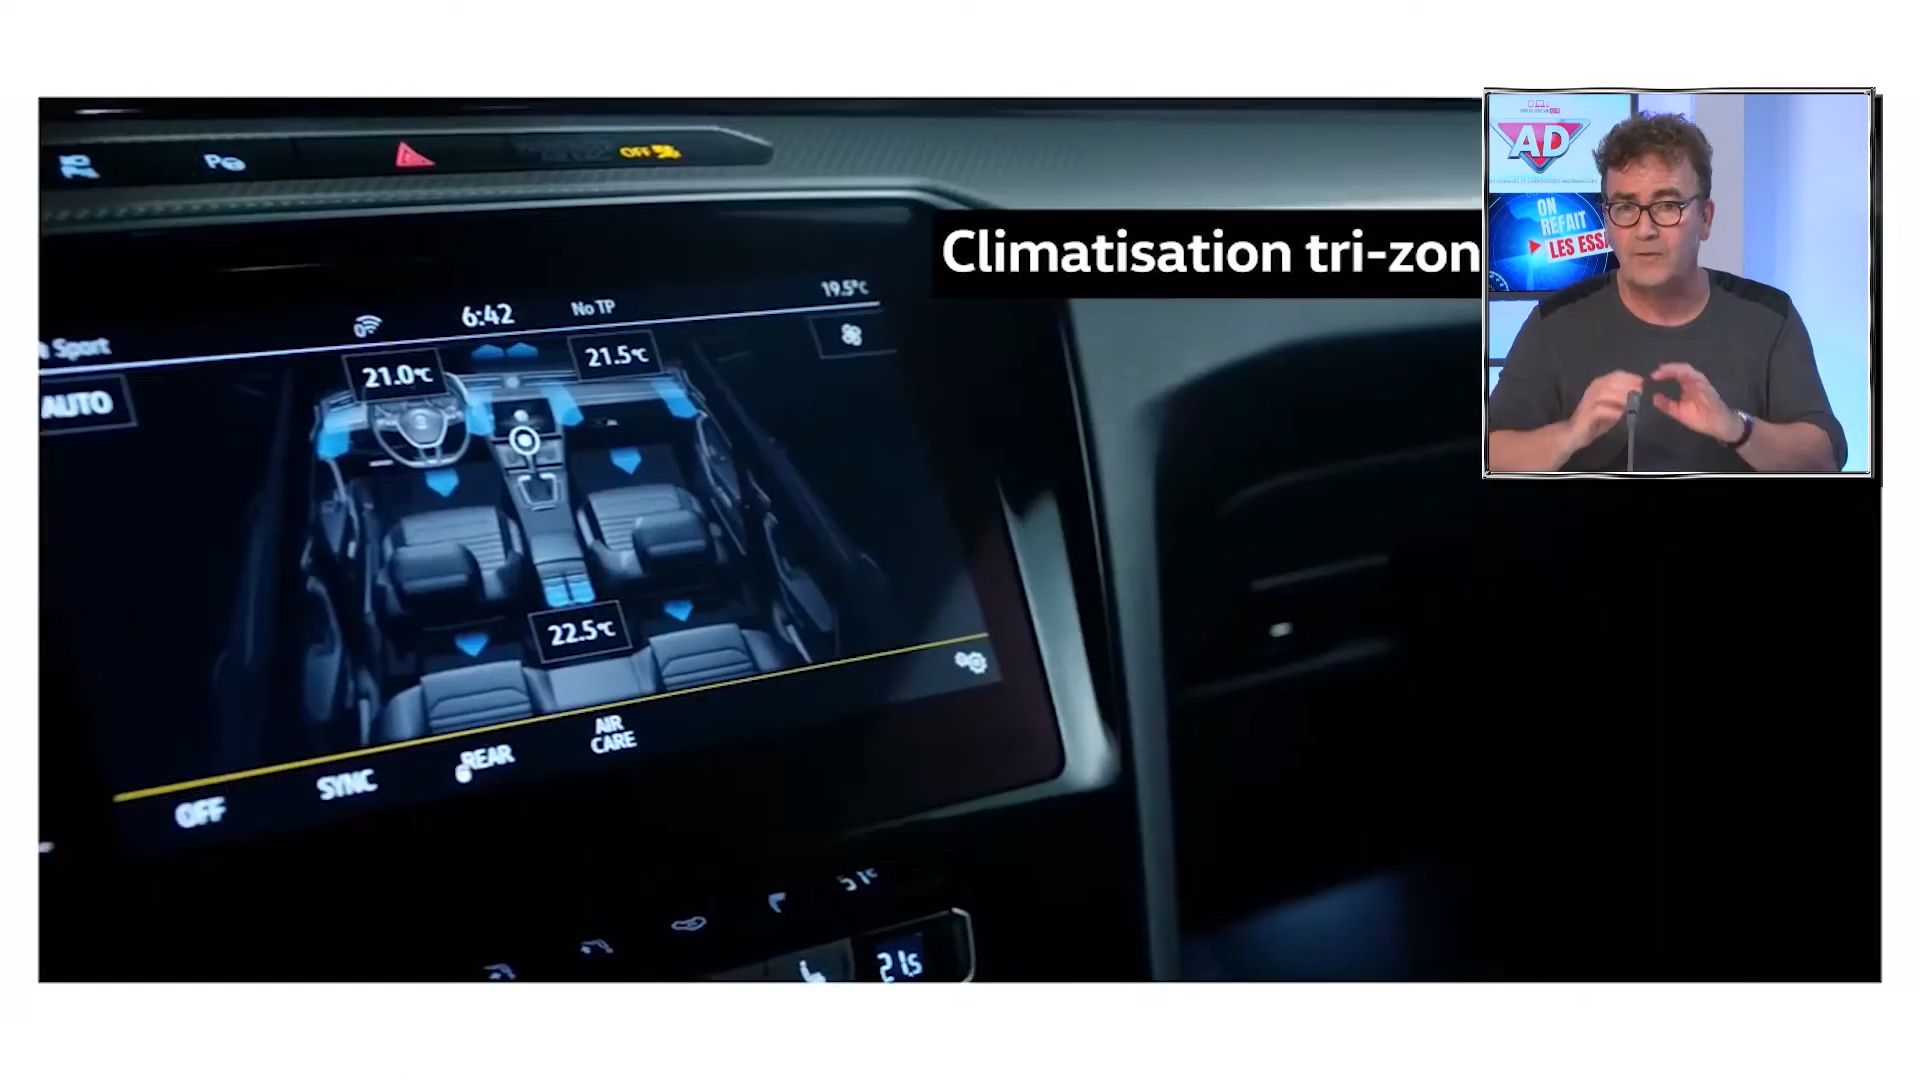 P
OFF
Climatisation tri-zon
Sport
6:42
No TP
19.5°C
AUTO
21.0°C
21.5°C
22.5°C
OFF
SYNC
REAR
AIR
CARE
21.5
AD
ON
REFAIT
LES ESSA